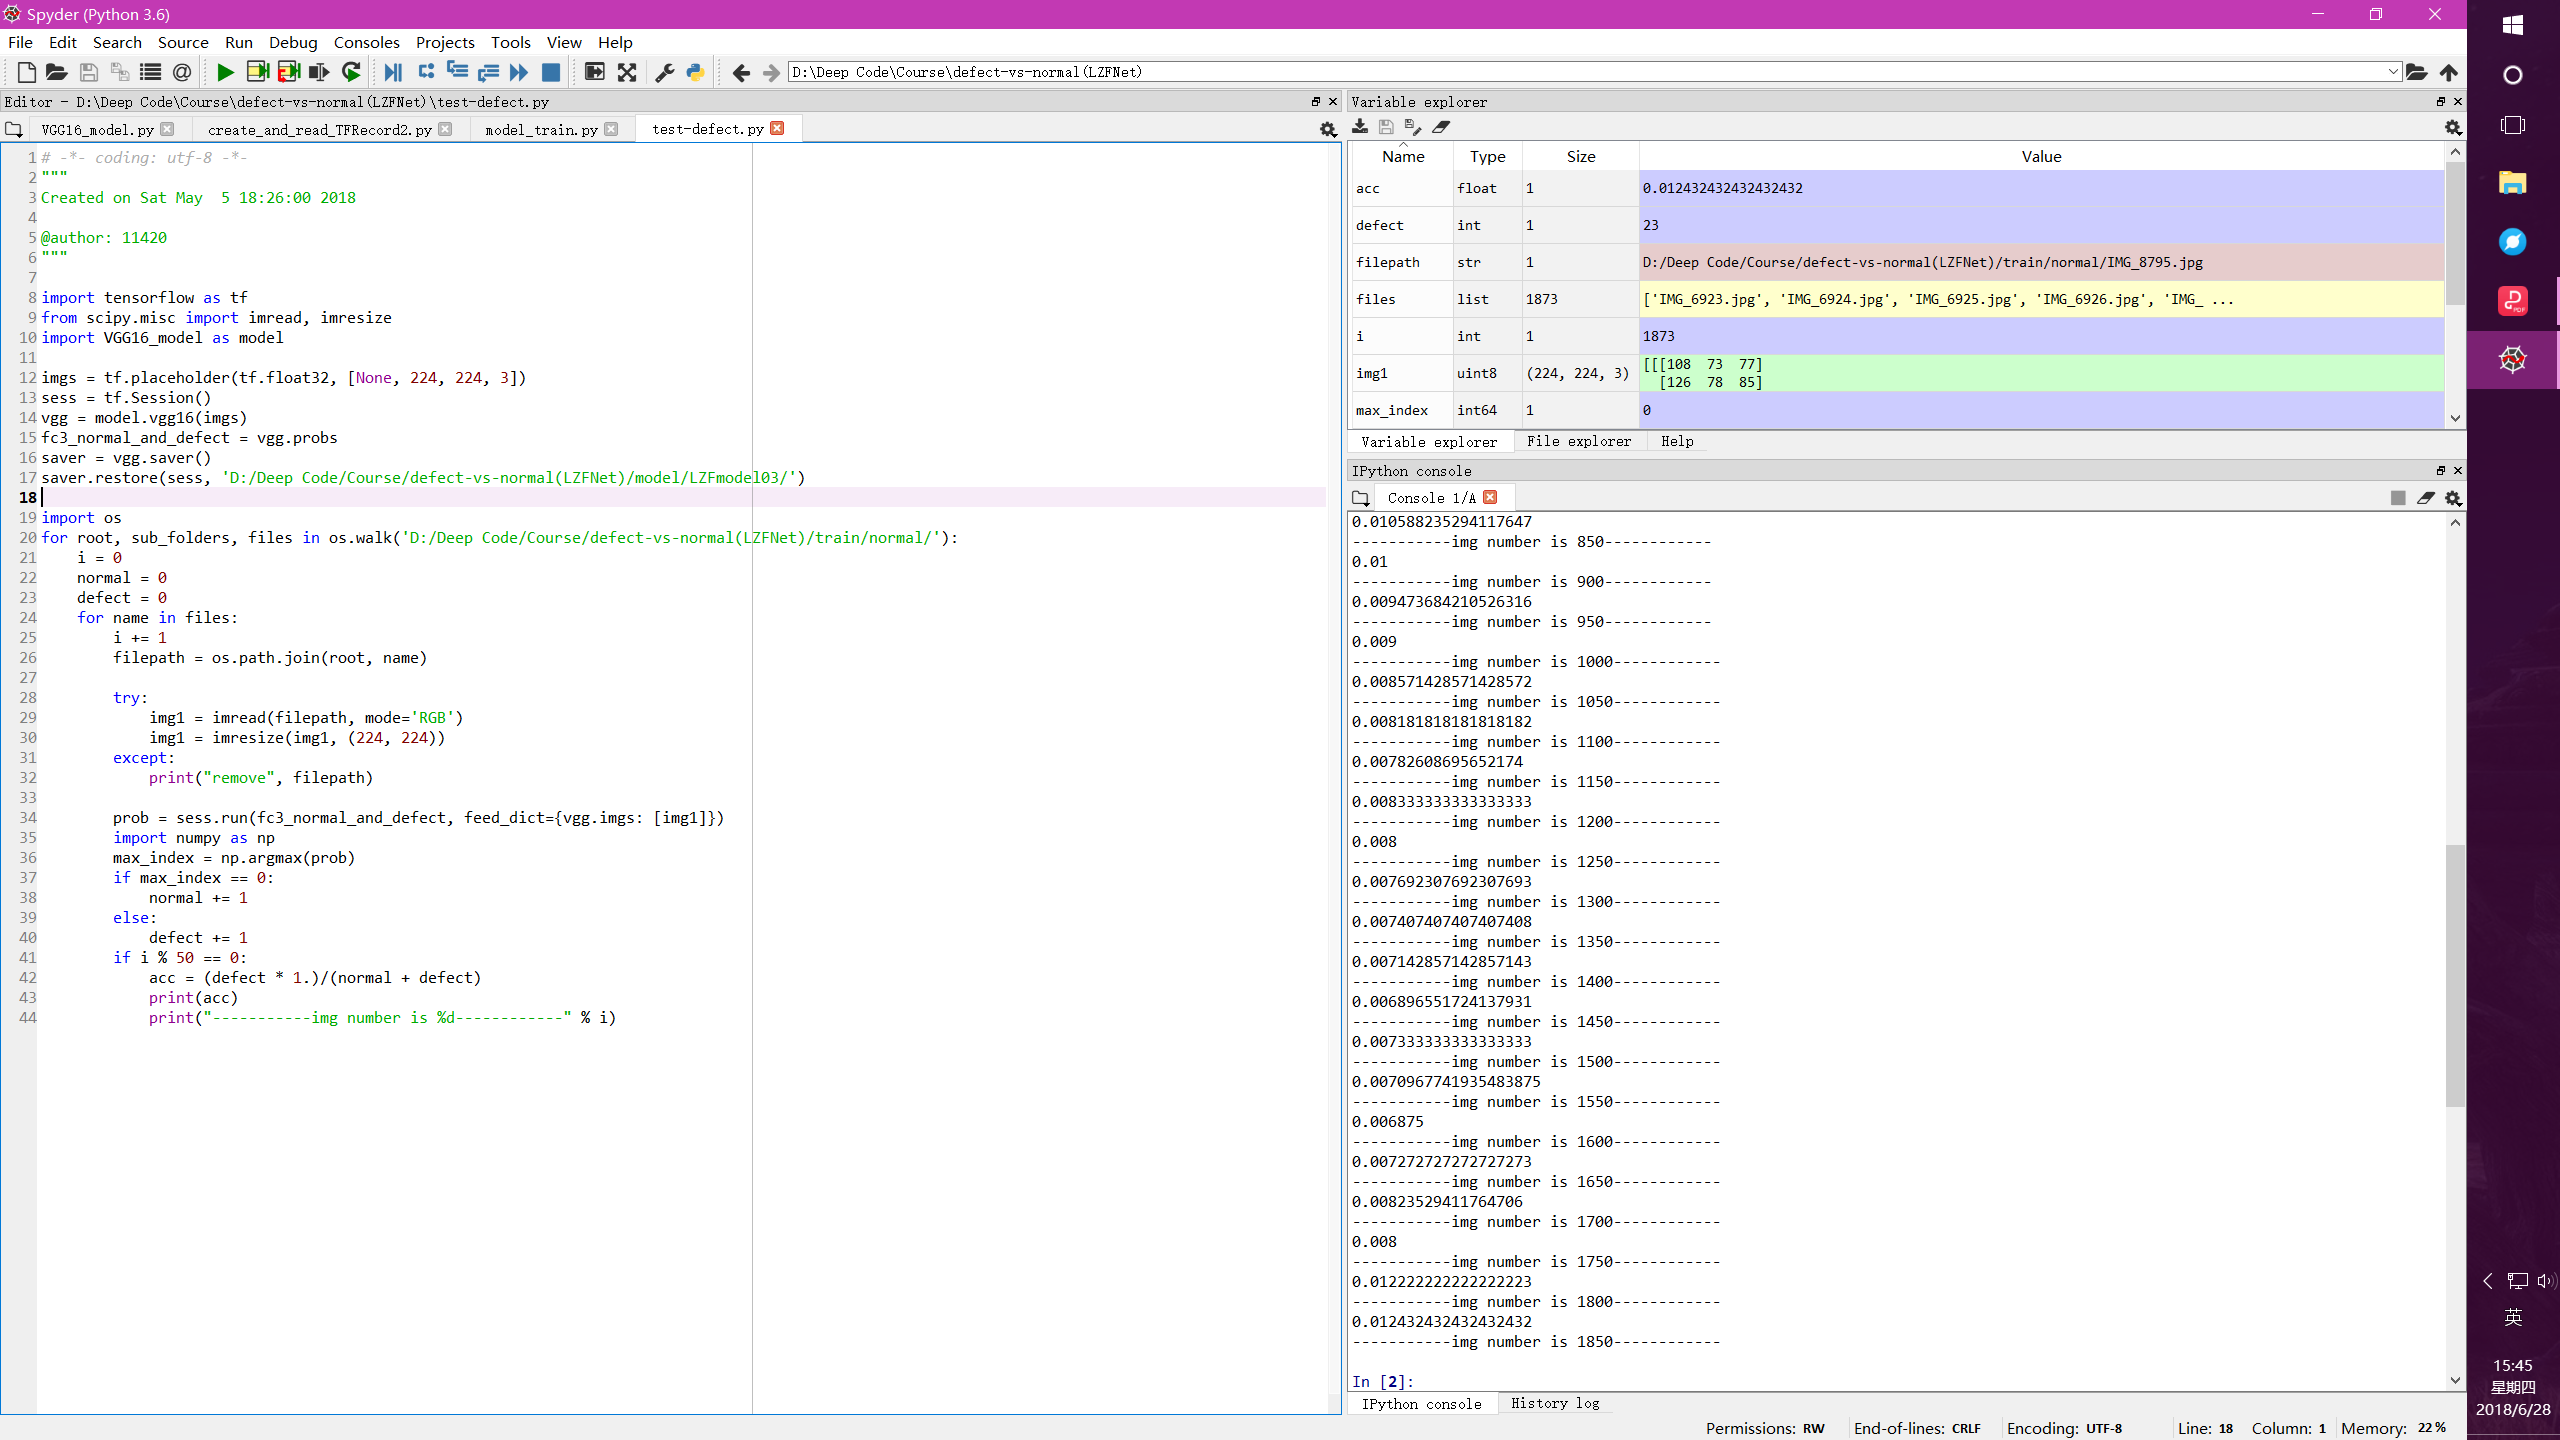 Spyder (Python 3.6)
File Edit Search Source Run Debug Consoles Projects Tools View Help
D:\Deep Code\Course\defect-vs-normal(LZFNet)
Editor - D:\Deep Code\Course\defect-vs-normal(LZFNet)\test-defect.py
VGG16_model.py create_and_read_TFRecord2.py model_train.py test-defect.py
1 # -*- coding: utf-8 -*-
2 """
3 Created on Sat May  5 18:26:00 2018
4
5 @author: 11420
6 """
7
8 import tensorflow as tf
9 from scipy.misc import imread, imresize
10 import VGG16_model as model
11
12 imgs = tf.placeholder(tf.float32, [None, 224, 224, 3])
13 sess = tf.Session()
14 vgg = model.vgg16(imgs)
15 fc3_normal_and_defect = vgg.probs
16 saver = vgg.saver()
17 saver.restore(sess, 'D:/Deep Code/Course/defect-vs-normal(LZFNet)/model/LZFmodel03/')
18
19 import os
20 for root, sub_folders, files in os.walk('D:/Deep Code/Course/defect-vs-normal(LZFNet)/train/normal/'):
21     i = 0
22     normal = 0
23     defect = 0
24     for name in files:
25         i += 1
26         filepath = os.path.join(root, name)
27
28         try:
29             img1 = imread(filepath, mode='RGB')
30             img1 = imresize(img1, (224, 224))
31         except:
32             print("remove", filepath)
33
34         prob = sess.run(fc3_normal_and_defect, feed_dict={vgg.imgs: [img1]})
35         import numpy as np
36         max_index = np.argmax(prob)
37         if max_index == 0:
38             normal += 1
39         else:
40             defect += 1
41         if i % 50 == 0:
42             acc = (defect * 1.)/(normal + defect)
43             print(acc)
44             print("-----------img number is %d------------" % i)
Variable explorer
Name Type Size Value
acc float 1 0.012432432432432432
defect int 1 23
filepath str 1 D:/Deep Code/Course/defect-vs-normal(LZFNet)/train/normal/IMG_8795.jpg
files list 1873 ['IMG_6923.jpg', 'IMG_6924.jpg', 'IMG_6925.jpg', 'IMG_6926.jpg', 'IMG_ ...
i int 1 1873
img1 uint8 (224, 224, 3) [[[108  73  77]
[126  78  85]
max_index int64 1 0
Variable explorer File explorer Help
IPython console
Console 1/A
0.010588235294117647
-----------img number is 850------------
0.01
-----------img number is 900------------
0.009473684210526316
-----------img number is 950------------
0.009
-----------img number is 1000------------
0.008571428571428572
-----------img number is 1050------------
0.008181818181818182
-----------img number is 1100------------
0.00782608695652174
-----------img number is 1150------------
0.008333333333333333
-----------img number is 1200------------
0.008
-----------img number is 1250------------
0.007692307692307693
-----------img number is 1300------------
0.007407407407407408
-----------img number is 1350------------
0.007142857142857143
-----------img number is 1400------------
0.006896551724137931
-----------img number is 1450------------
0.007333333333333333
-----------img number is 1500------------
0.0070967741935483875
-----------img number is 1550------------
0.006875
-----------img number is 1600------------
0.007272727272727273
-----------img number is 1650------------
0.00823529411764706
-----------img number is 1700------------
0.008
-----------img number is 1750------------
0.012222222222222223
-----------img number is 1800------------
0.012432432432432432
-----------img number is 1850------------
In [2]:
IPython console History log
Permissions: RW End-of-lines: CRLF Encoding: UTF-8 Line: 18 Column: 1 Memory: 22 %
英
15:45
星期四
2018/6/28